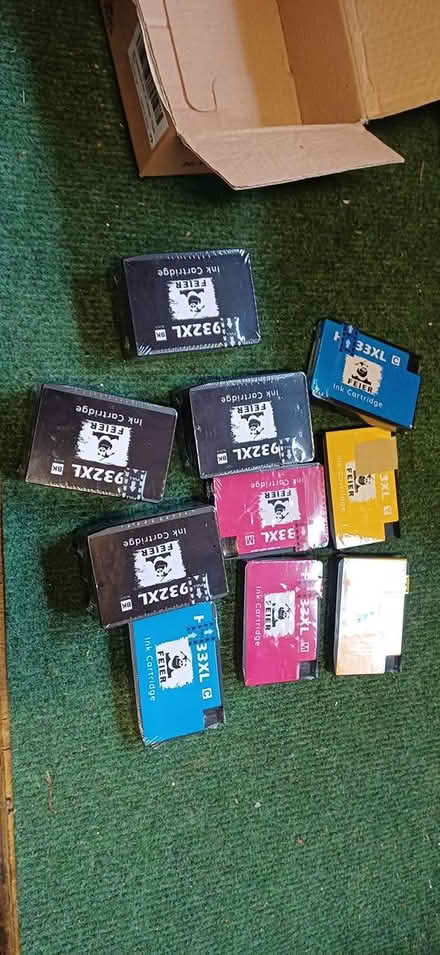 Ink Cartridge
FEIER
932XL
BK
H 33XL C
FEIER
Ink Cartridge
Ink Cartridge
FEIER
932XL
BK
Ink Cartridge
FEIER
932XL
BK
Ink Cartridge
FEIER
33XL
M
FEIER
3XL
Ink Cartridge
FEIER
932XL
BK
Ink Cartridge
FEIER
33XL
M
Ink Cartridge
FEIER
H 33XL
C